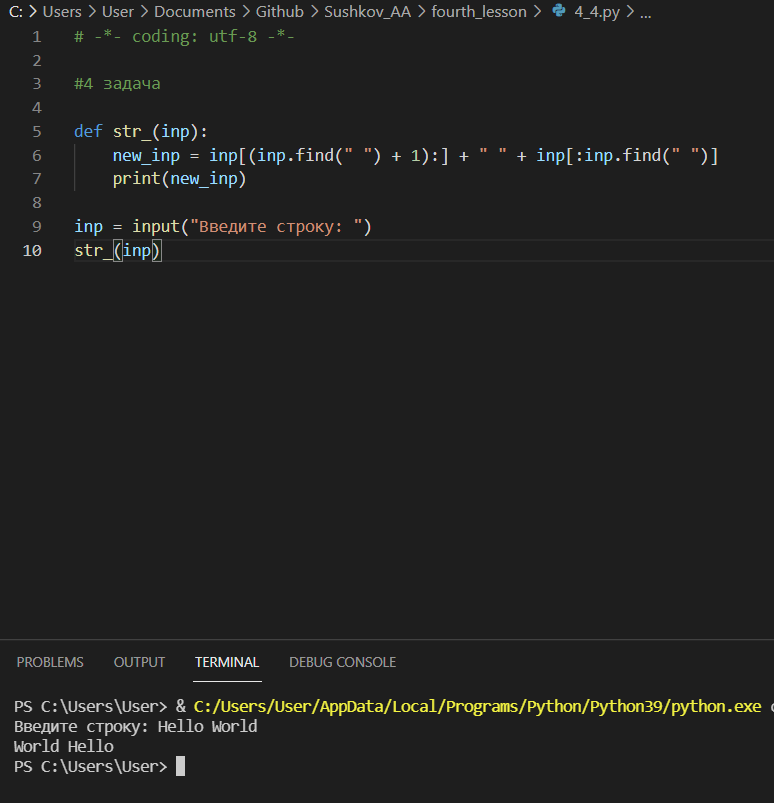 C: > Users > User > Documents > Github > Sushkov_AA > fourth_lesson > 4_4.py > ...
1 # -*- coding: utf-8 -*-
2
3 #4 задача
4
5 def str_(inp):
6     new_inp = inp[(inp.find(" ") + 1):] + " " + inp[:inp.find(" ")]
7     print(new_inp)
8
9 inp = input("Введите строку: ")
10 str_(inp)
PROBLEMS OUTPUT TERMINAL DEBUG CONSOLE
PS C:\Users\User> & C:/Users/User/AppData/Local/Programs/Python/Python39/python.exe
Введите строку: Hello World
World Hello
PS C:\Users\User>